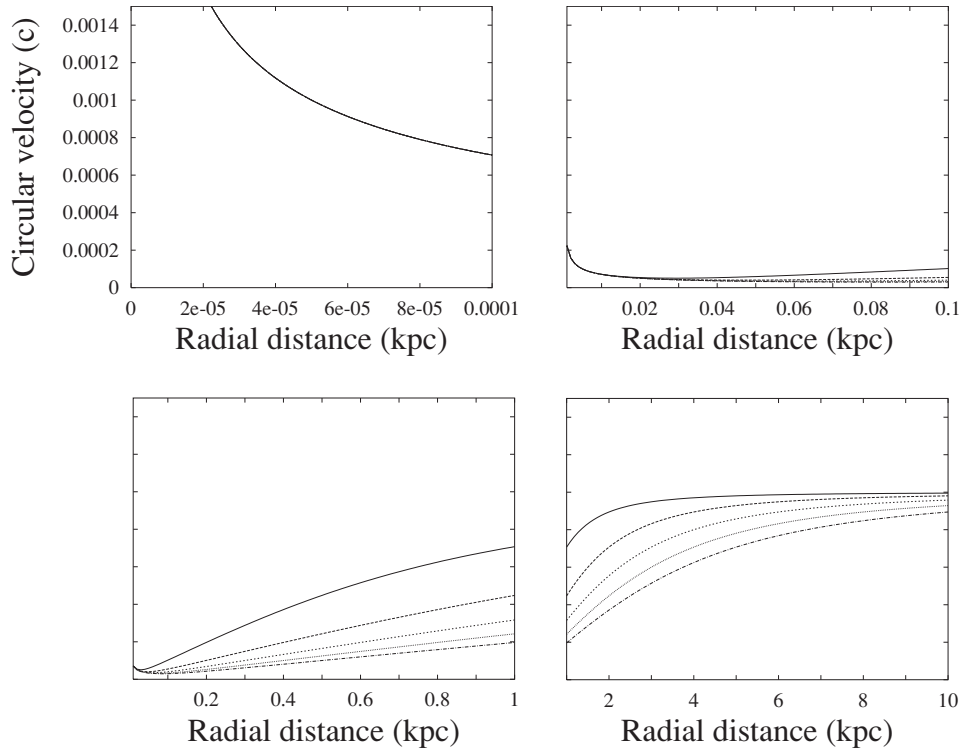 Circular velocity (c)
0.0014
0.0012
0.001
0.0008
0.0006
0.0004
0.0002
0
0 2e-05 4e-05 6e-05 8e-05 0.0001
Radial distance (kpc)
0.02 0.04 0.06 0.08 0.1
Radial distance (kpc)
0.2 0.4 0.6 0.8 1
Radial distance (kpc)
2 4 6 8 10
Radial distance (kpc)